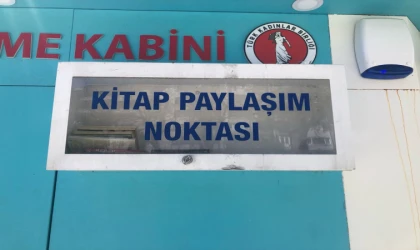 ME KABİNİ
TÜRK KADINLAR BİRLİĞİ
KİTAP PAYLAŞIM
NOKTASI